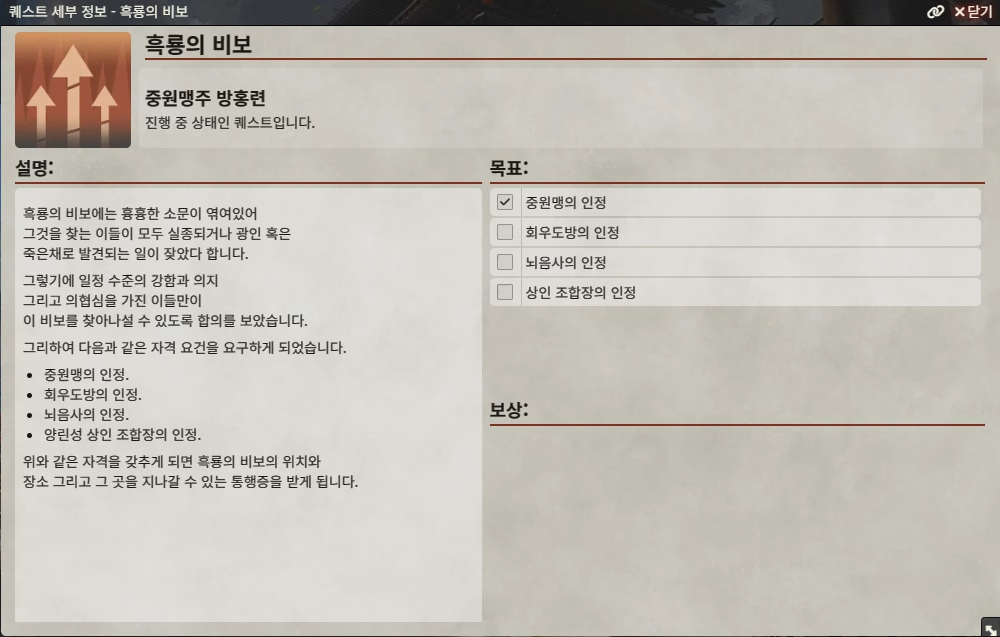 퀘스트 세부 정보 - 흑룡의 비보
닫기
흑룡의 비보
중원맹주 방홍련
진행 중 상태인 퀘스트입니다.
설명:
흑룡의 비보에는 흉흉한 소문이 엮여있어
그것을 찾는 이들이 모두 실종되거나 광인 혹은
죽은채로 발견되는 일이 잦았다 합니다.
그렇기에 일정 수준의 강함과 의지
그리고 의협심을 가진 이들만이
이 비보를 찾아나설 수 있도록 합의를 보았습니다.
그리하여 다음과 같은 자격 요건을 요구하게 되었습니다.
• 중원맹의 인정.
• 회우도방의 인정.
• 뇌음사의 인정.
• 양린성 상인 조합장의 인정.
위와 같은 자격을 갖추게 되면 흑룡의 비보의 위치와
장소 그리고 그 곳을 지나갈 수 있는 통행증을 받게 됩니다.
목표:
중원맹의 인정
회우도방의 인정
뇌음사의 인정
상인 조합장의 인정
보상: